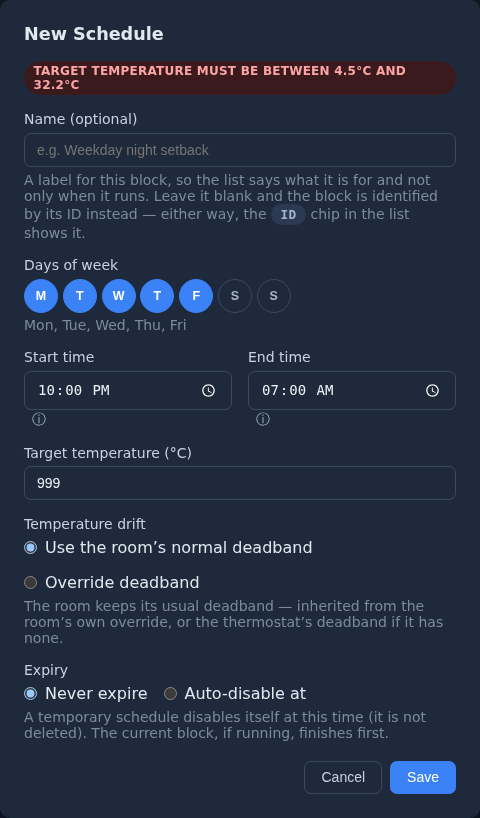 New Schedule
TARGET TEMPERATURE MUST BE BETWEEN 4.5°C AND
32.2°C
Name (optional)
e.g. Weekday night setback
A label for this block, so the list says what it is for and not
only when it runs. Leave it blank and the block is identified
by its ID instead — either way, the ID chip in the list
shows it.
Days of week
M T W T F S S
Mon, Tue, Wed, Thu, Fri
Start time End time
10:00 PM 07:00 AM
Target temperature (°C)
999
Temperature drift
Use the room’s normal deadband
Override deadband
The room keeps its usual deadband — inherited from the
room’s own override, or the thermostat’s deadband if it has
none.
Expiry
Never expire Auto-disable at
A temporary schedule disables itself at this time (it is not
deleted). The current block, if running, finishes first.
Cancel Save